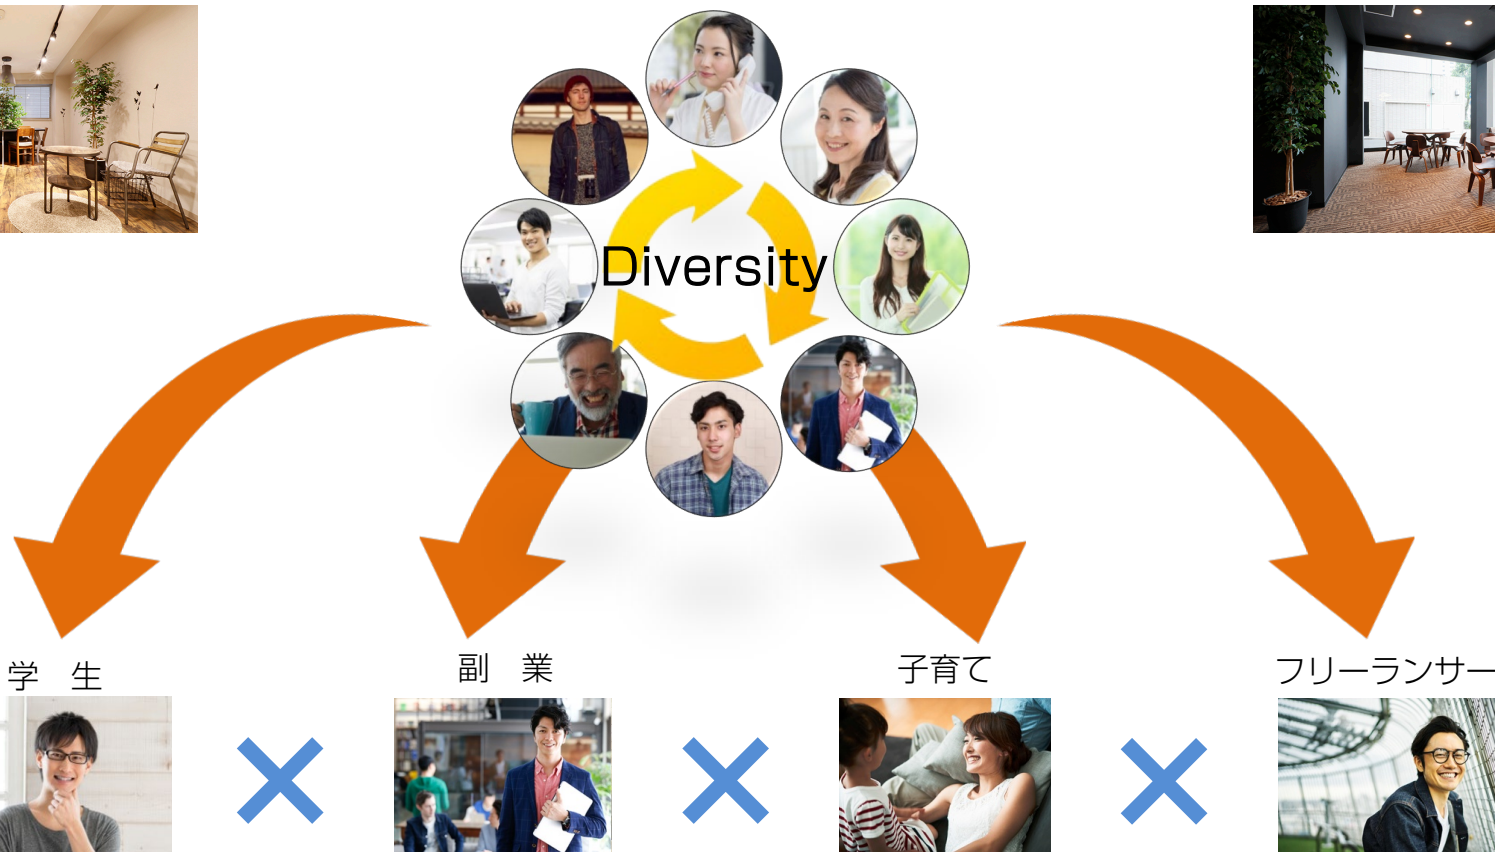 Diversity
学　生
副　業
子育て
フリーランサー